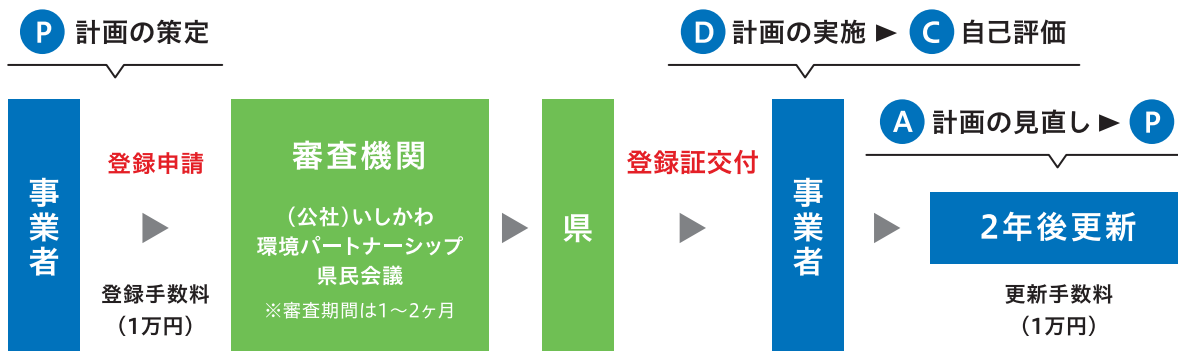 P 計画の策定
D 計画の実施 ▶ C 自己評価
A 計画の見直し ▶ P
事業者
登録申請
登録手数料
（1万円）
審査機関
（公社）いしかわ
環境パートナーシップ
県民会議
※審査期間は1〜2ヶ月
県
登録証交付
事業者
2年後更新
更新手数料
（1万円）